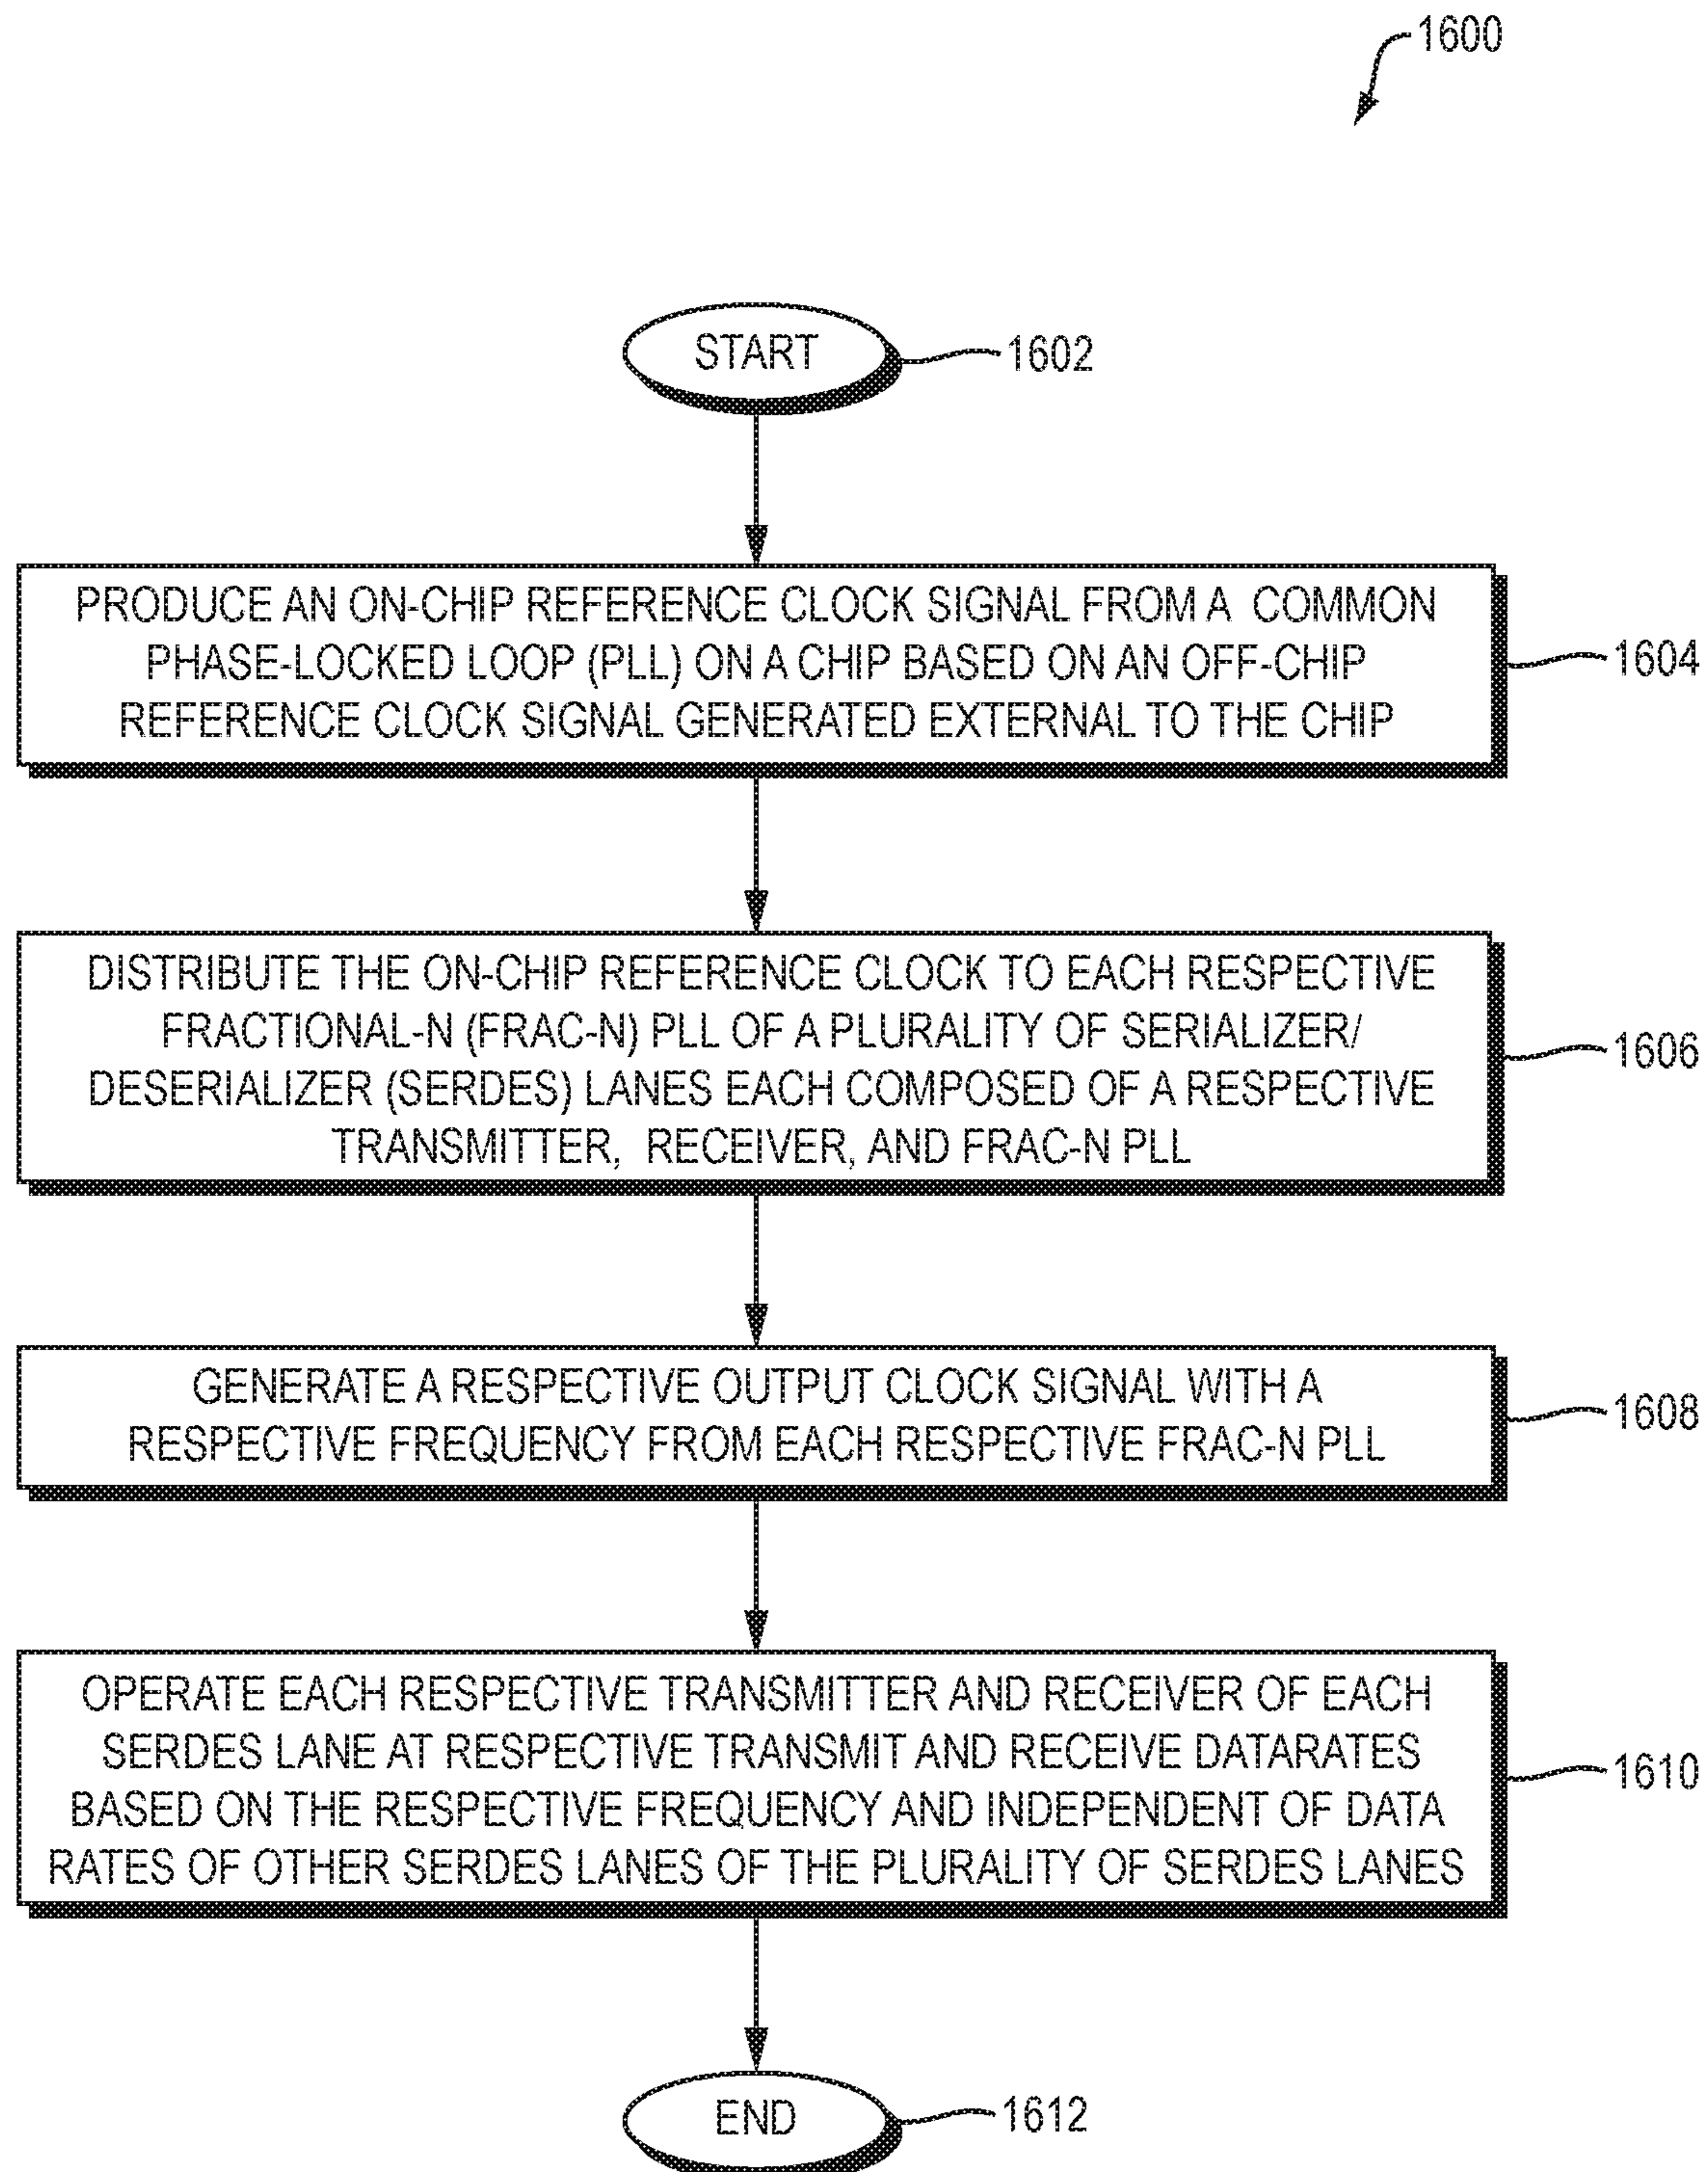 1600
START
1602
PRODUCE AN ON-CHIP REFERENCE CLOCK SIGNAL FROM A COMMON
PHASE-LOCKED LOOP (PLL) ON A CHIP BASED ON AN OFF-CHIP
REFERENCE CLOCK SIGNAL GENERATED EXTERNAL TO THE CHIP
1604
DISTRIBUTE THE ON-CHIP REFERENCE CLOCK TO EACH RESPECTIVE
FRACTIONAL-N (FRAC-N) PLL OF A PLURALITY OF SERIALIZER/
DESERIALIZER (SERDES) LANES EACH COMPOSED OF A RESPECTIVE
TRANSMITTER, RECEIVER, AND FRAC-N PLL
1606
GENERATE A RESPECTIVE OUTPUT CLOCK SIGNAL WITH A
RESPECTIVE FREQUENCY FROM EACH RESPECTIVE FRAC-N PLL
1608
OPERATE EACH RESPECTIVE TRANSMITTER AND RECEIVER OF EACH
SERDES LANE AT RESPECTIVE TRANSMIT AND RECEIVE DATARATES
BASED ON THE RESPECTIVE FREQUENCY AND INDEPENDENT OF DATA
RATES OF OTHER SERDES LANES OF THE PLURALITY OF SERDES LANES
1610
END
1612